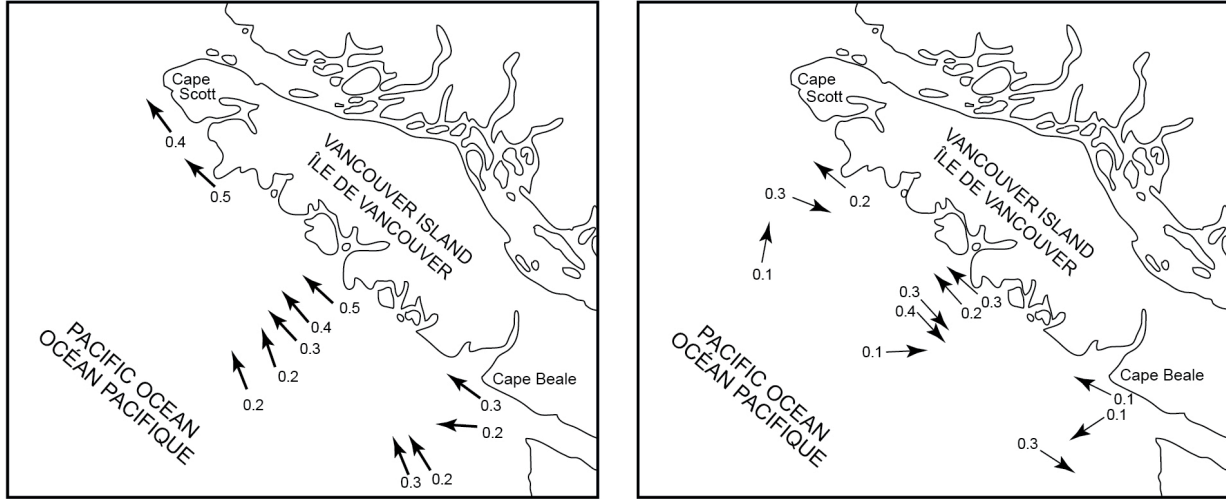 Cape
Scott
0.4
0.5
VANCOUVER ISLAND
ÎLE DE VANCOUVER
0.5
0.4
0.3
0.2
0.2
PACIFIC OCEAN
OCÉAN PACIFIQUE
Cape Beale
0.3
0.2
0.2
0.3
Cape
Scott
0.3
0.2
VANCOUVER ISLAND
ÎLE DE VANCOUVER
0.1
0.3
0.3
0.4
0.2
0.1
PACIFIC OCEAN
OCÉAN PACIFIQUE
Cape Beale
0.1
0.1
0.3